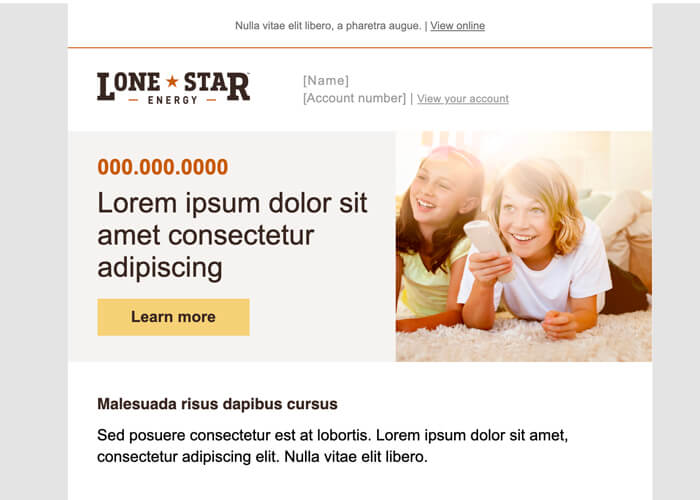 Nulla vitae elit libero, a pharetra augue. | View online
LONE ★ STAR
— ENERGY —
[Name]
[Account number] | View your account
000.000.0000
Lorem ipsum dolor sit
amet consectetur
adipiscing
Learn more
Malesuada risus dapibus cursus
Sed posuere consectetur est at lobortis. Lorem ipsum dolor sit amet,
consectetur adipiscing elit. Nulla vitae elit libero.